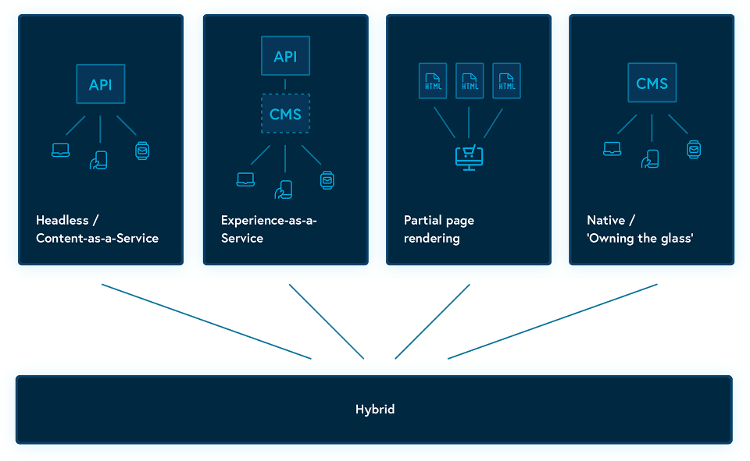 API
Headless /
Content-as-a-Service
API
CMS
Experience-as-a-
Service
HTML
HTML
HTML
Partial page
rendering
CMS
Native /
'Owning the glass'
Hybrid